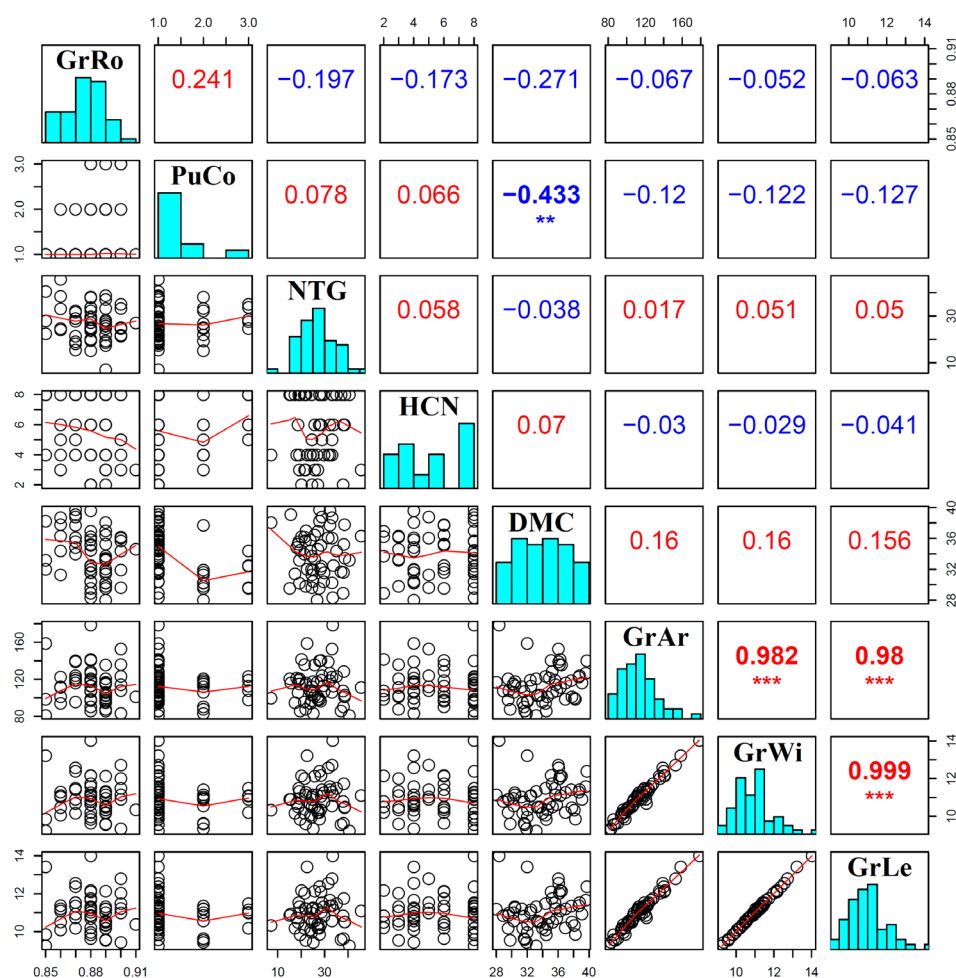 1.0 2.0 3.0 2 4 6 8 80 120 160 10 12 14
GrRo 0.241 −0.197 −0.173 −0.271 −0.067 −0.052 −0.063 0.85 0.88 0.91
1.0 2.0 3.0 PuCo 0.078 0.066 −0.433 −0.12 −0.122 −0.127
**
NTG 0.058 −0.038 0.017 0.051 0.05 10 30
2 4 6 8 HCN 0.07 −0.03 −0.029 −0.041
DMC 0.16 0.16 0.156 28 32 36 40
80 120 160 GrAr 0.982 0.98
*** ***
GrWi 0.999 10 12 14
***
10 12 14 GrLe
0.85 0.88 0.91 10 30 28 32 36 40 10 12 14